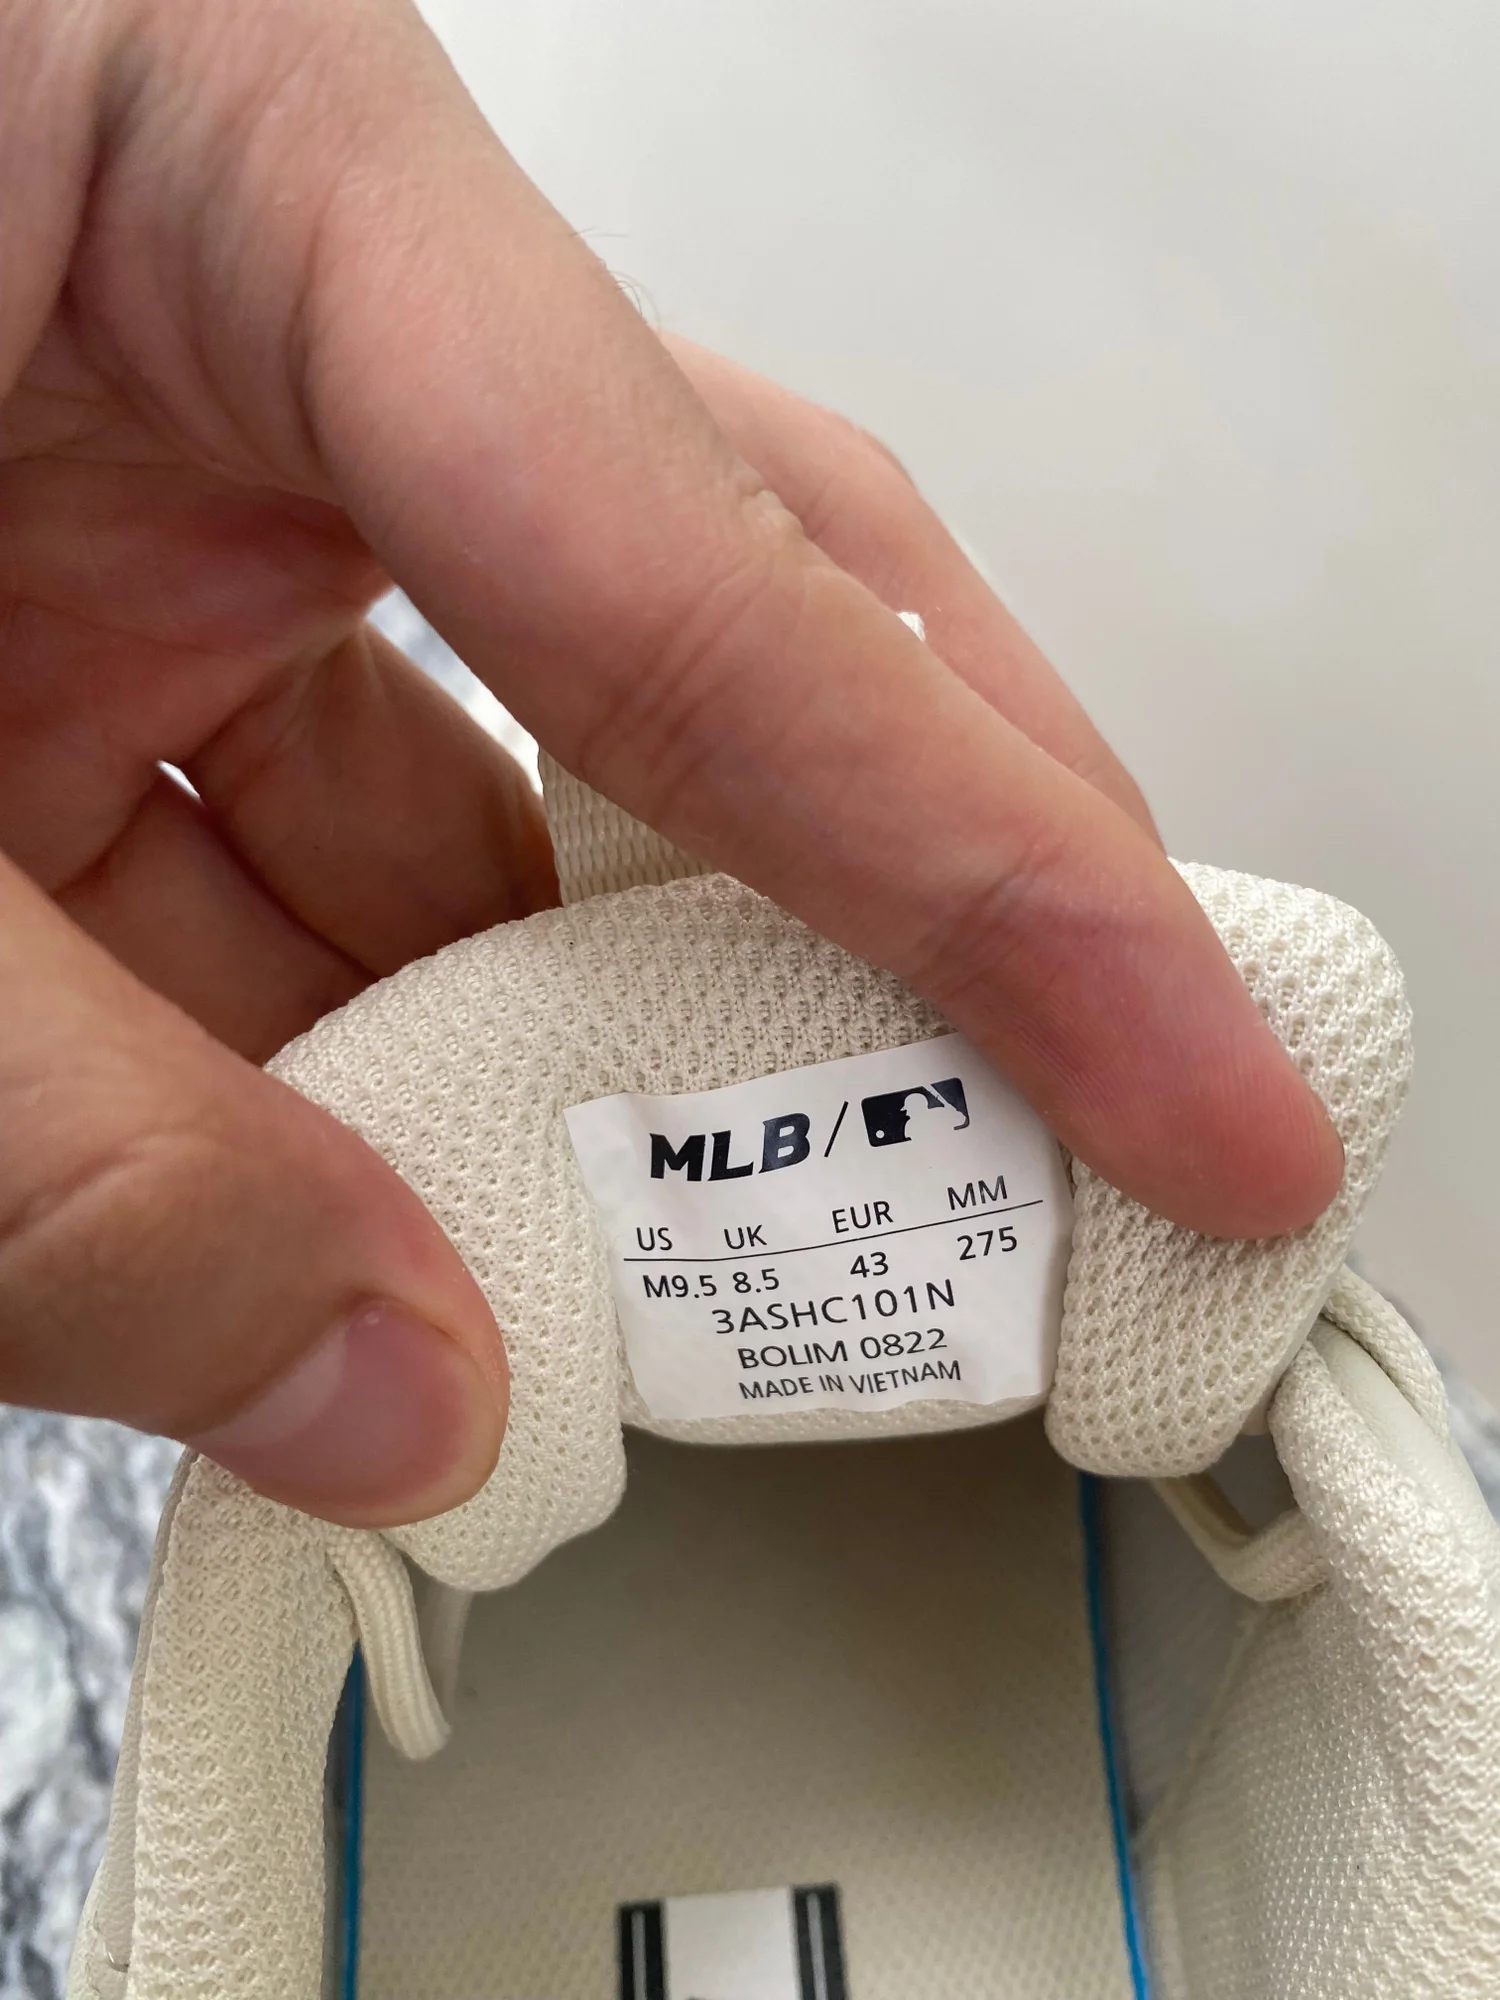 MLB /
US UK EUR MM
M9.5 8.5 43 275
3ASHC101N
BOLIM 0822
MADE IN VIETNAM